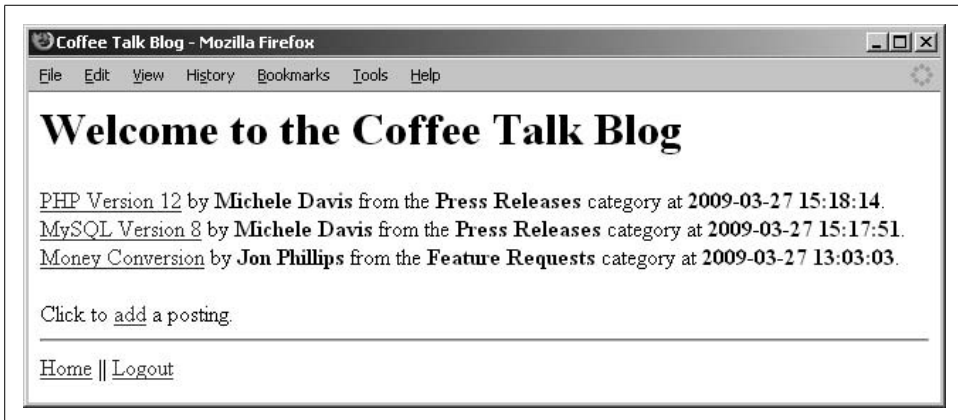 Coffee Talk Blog - Mozilla Firefox
File Edit View History Bookmarks Tools Help
Welcome to the Coffee Talk Blog
PHP Version 12 by Michele Davis from the Press Releases category at 2009-03-27 15:18:14.
MySQL Version 8 by Michele Davis from the Press Releases category at 2009-03-27 15:17:51.
Money Conversion by Jon Phillips from the Feature Requests category at 2009-03-27 13:03:03.
Click to add a posting.
Home || Logout